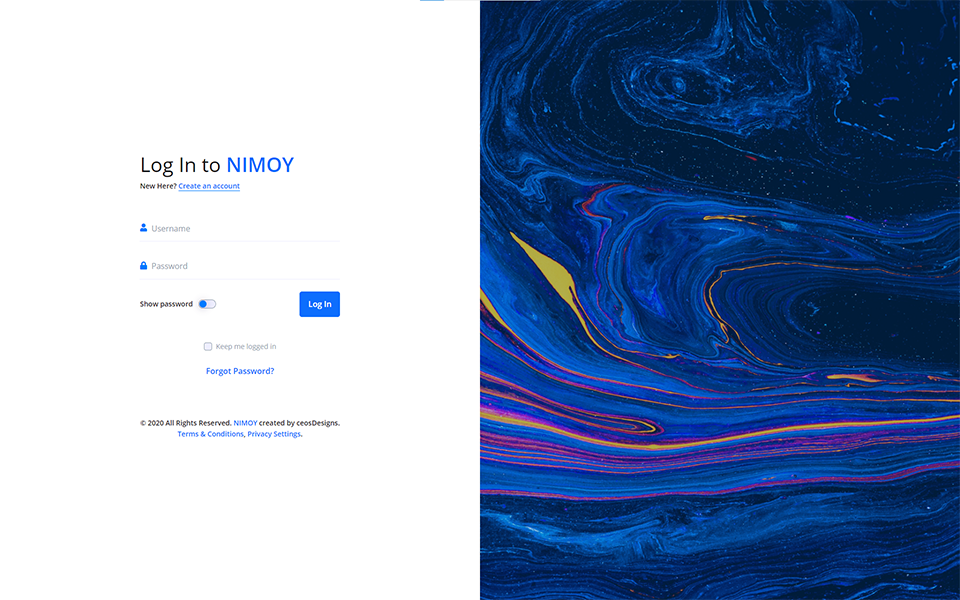 Log In to NIMOY
New Here? Create an account
Username
Password
Show password
Log In
Keep me logged in
Forgot Password?
© 2020 All Rights Reserved. NIMOY created by ceosDesigns.
Terms & Conditions, Privacy Settings.